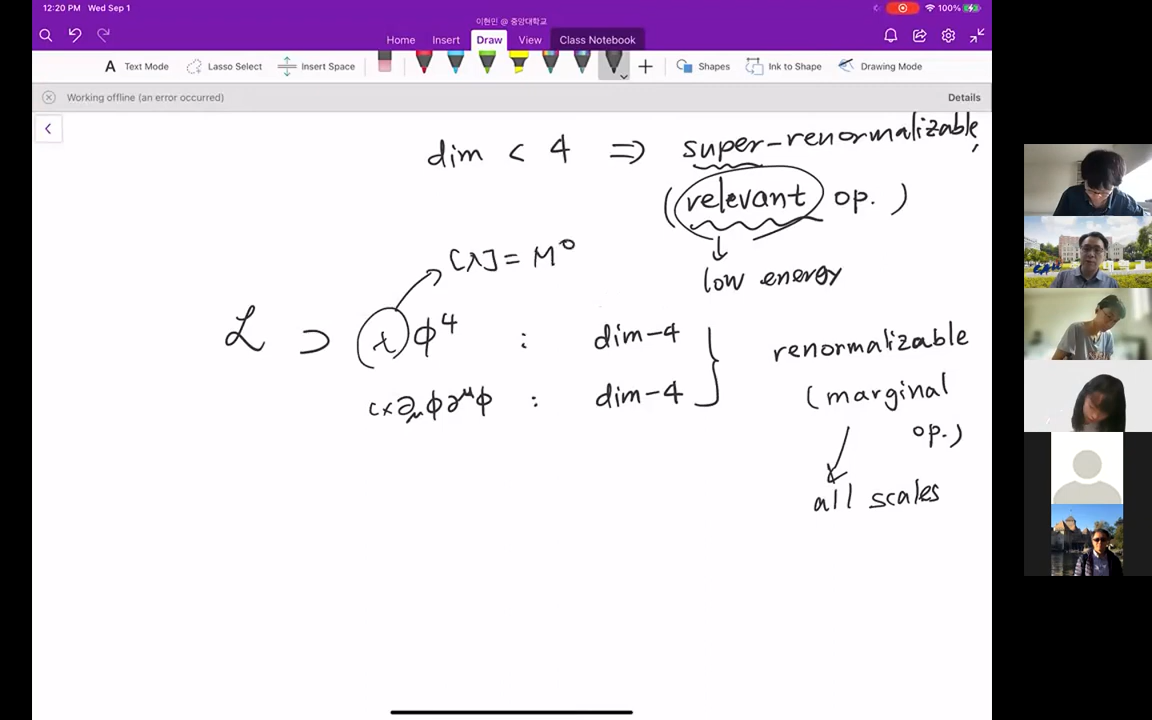 12:20 PM Wed Sep 1
100%
이현민 @ 중앙대학교
Home Insert Draw View Class Notebook
Text Mode Lasso Select Insert Space Shapes Ink to Shape Drawing Mode
Working offline (an error occurred) Details
dim < 4 ⇒ super-renormalizable,
(relevant op.)
↓
low energy
[λ] = M⁰
ℒ ⊃ λφ⁴ : dim-4
c × ∂μφ∂^μφ : dim-4
renormalizable
(marginal
op.)
all scales